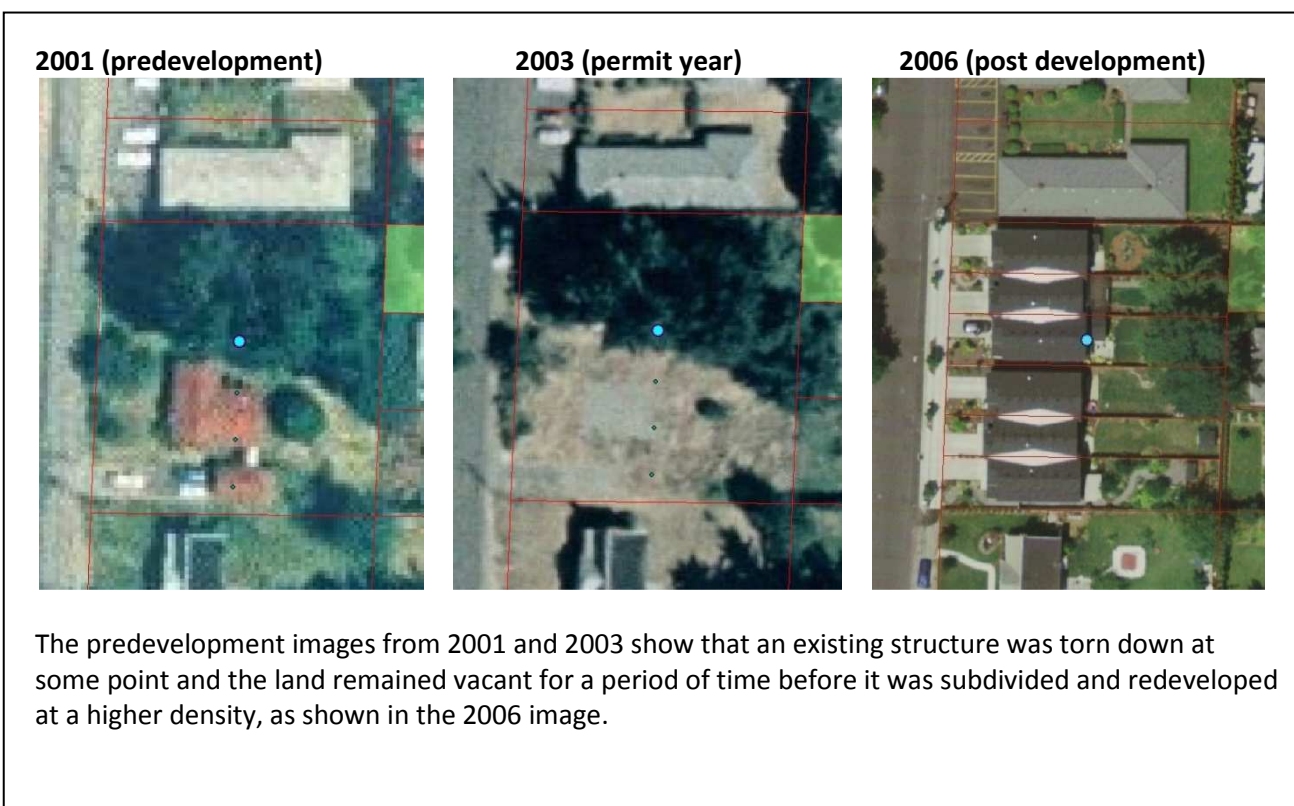 2001 (predevelopment) 2003 (permit year) 2006 (post development)
The predevelopment images from 2001 and 2003 show that an existing structure was torn down at
some point and the land remained vacant for a period of time before it was subdivided and redeveloped
at a higher density, as shown in the 2006 image.